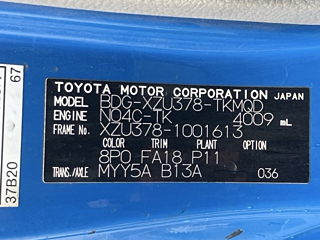 TOYOTA MOTOR CORPORATION JAPAN
MODEL BDG-XZU378-TKMQD
ENGINE NO4C-TK 4009 mL
FRAME NO. XZU378-1001613
COLOR TRIM PLANT OPTION
8P0 FA18 P11
TRANS./AXLE MYY5A B13A 036
37B20 67